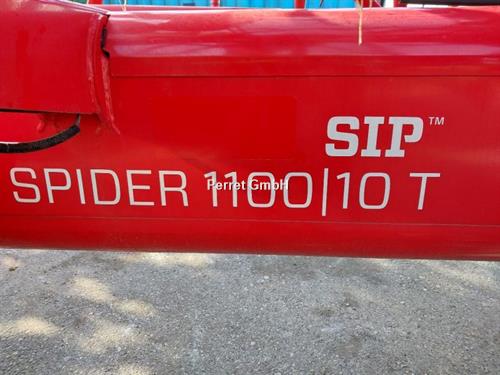 SIP™
SPIDER 1100|10 T
Perret GmbH